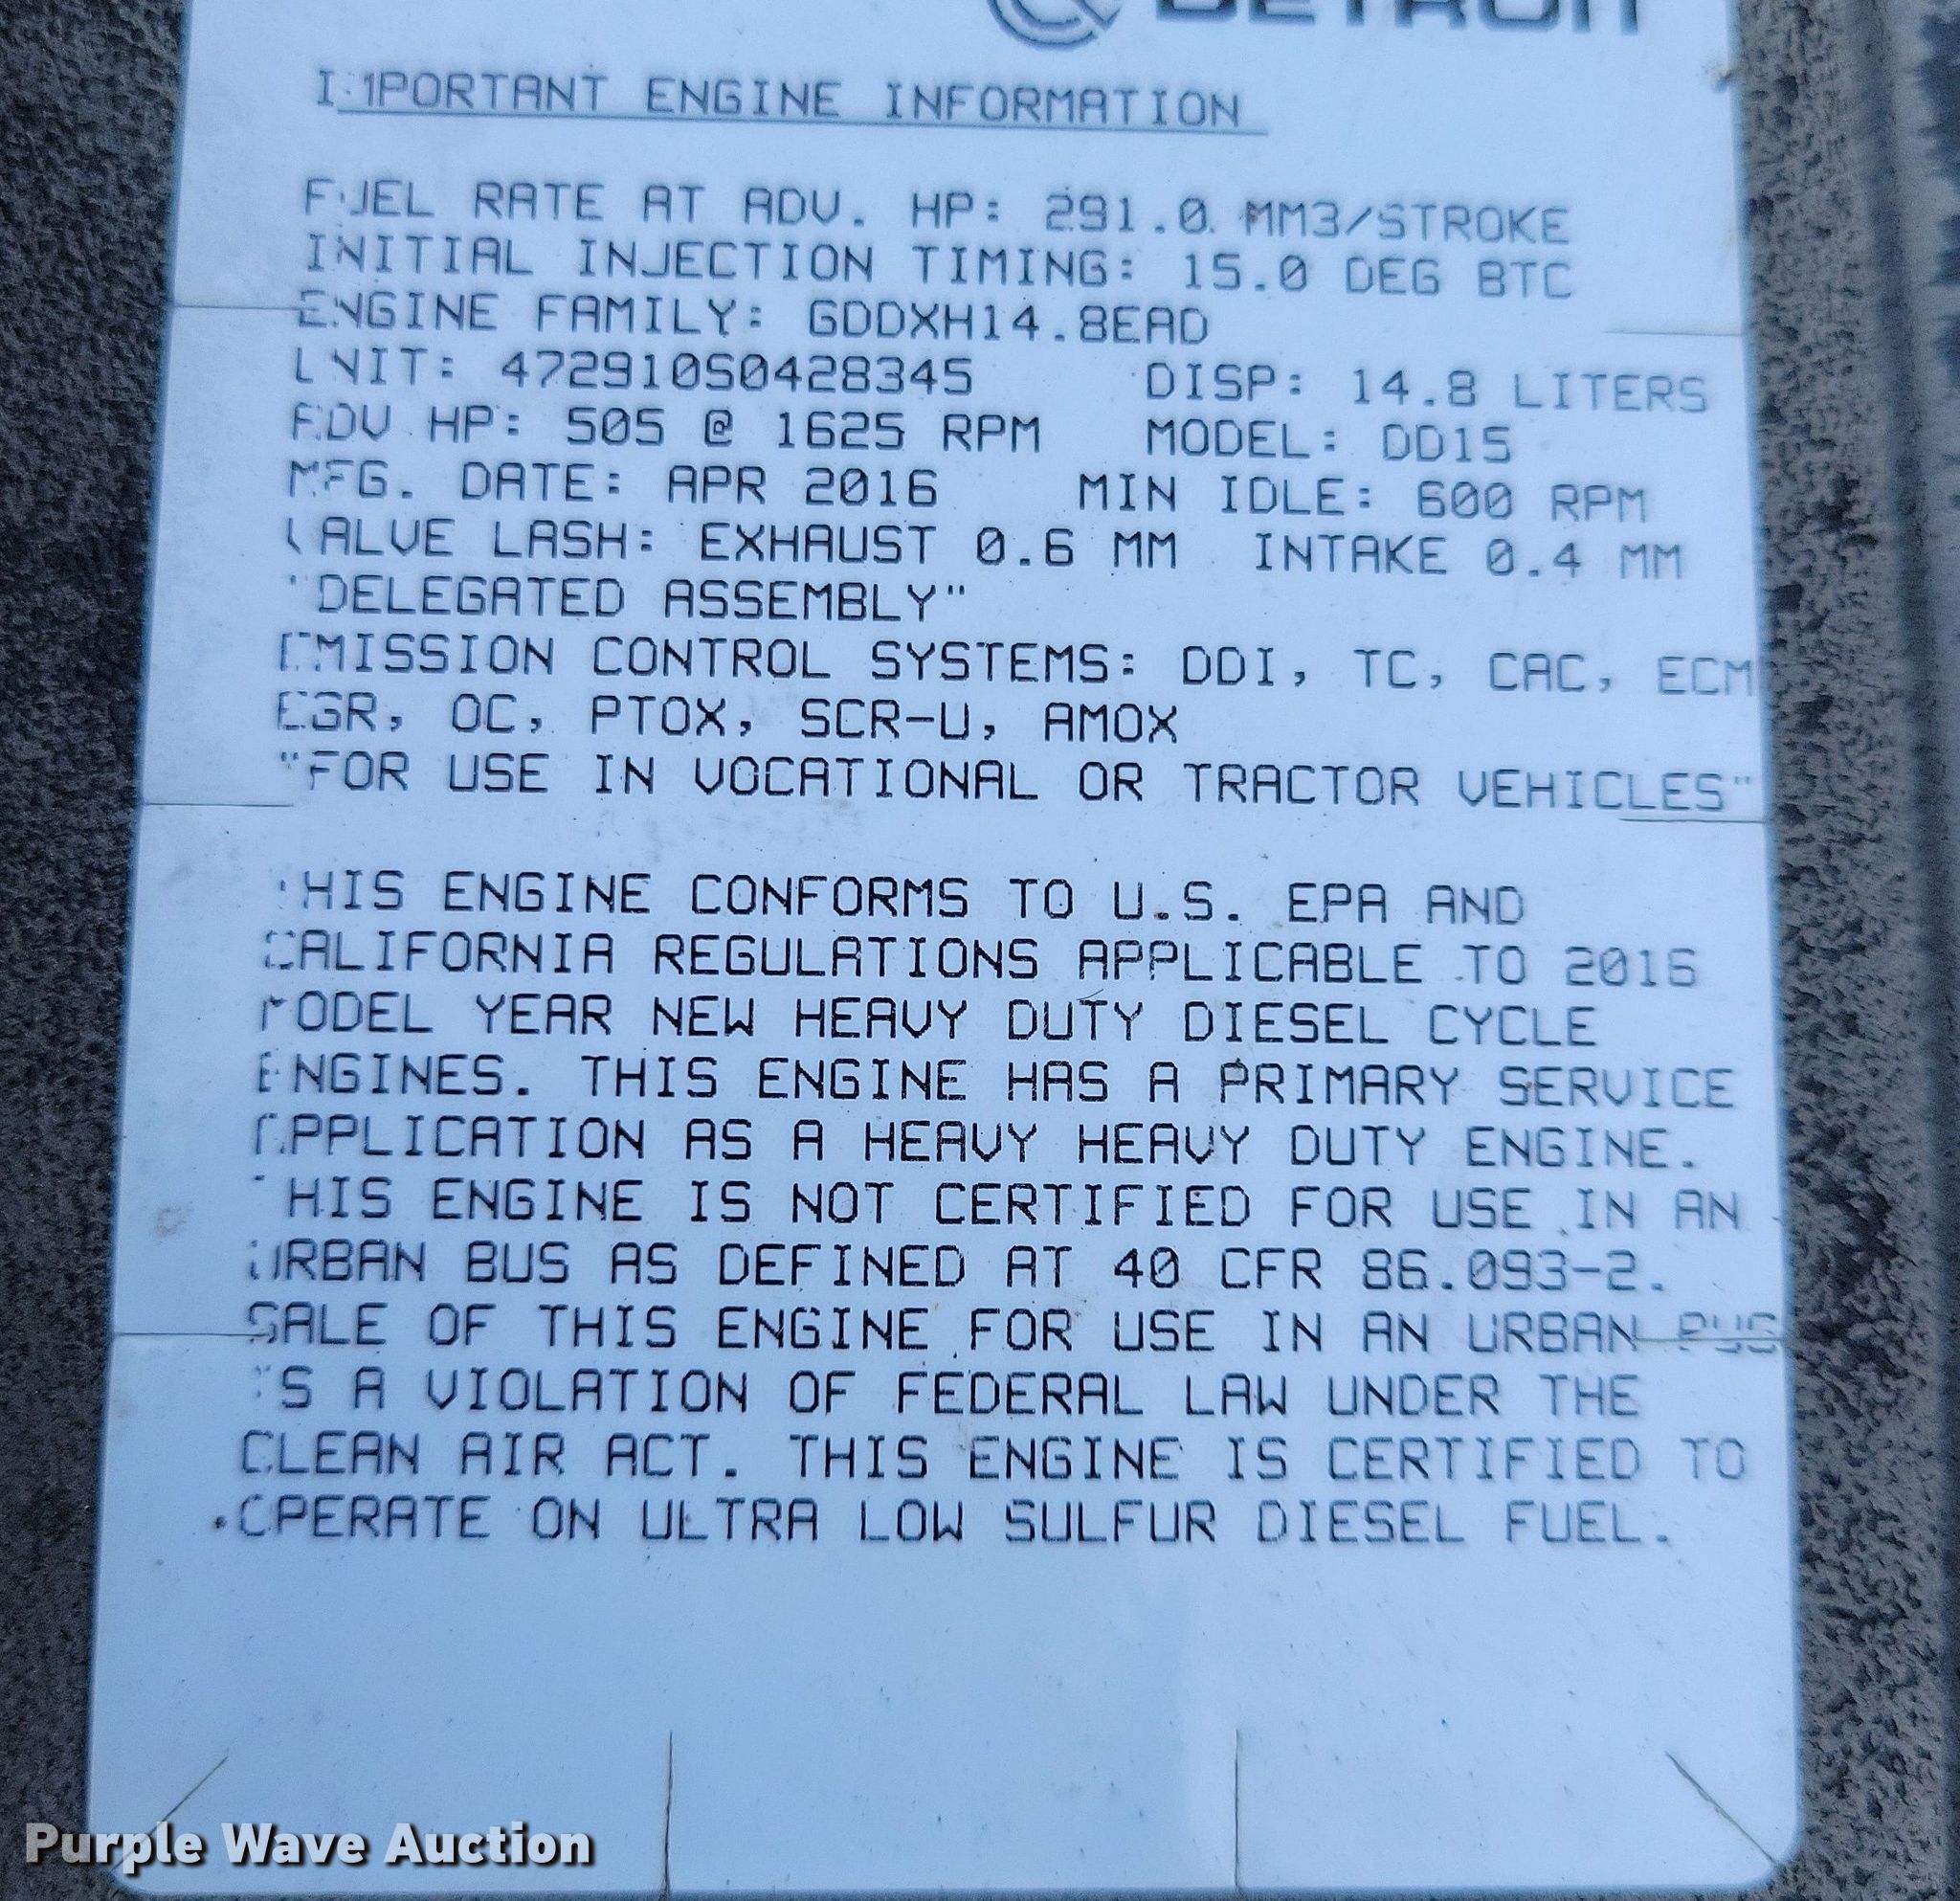 DETROIT
IMPORTANT ENGINE INFORMATION
FUEL RATE AT ADV. HP: 291.0 MM3/STROKE
INITIAL INJECTION TIMING: 15.0 DEG BTC
ENGINE FAMILY: GDDXH14.8EAD
UNIT: 472910S0428345 DISP: 14.8 LITERS
ADV HP: 505 @ 1625 RPM MODEL: DD15
MFG. DATE: APR 2016 MIN IDLE: 600 RPM
VALVE LASH: EXHAUST 0.6 MM INTAKE 0.4 MM
"DELEGATED ASSEMBLY"
EMISSION CONTROL SYSTEMS: DDI, TC, CAC, ECM
EGR, OC, PTOX, SCR-U, AMOX
"FOR USE IN VOCATIONAL OR TRACTOR VEHICLES"
THIS ENGINE CONFORMS TO U.S. EPA AND
CALIFORNIA REGULATIONS APPLICABLE TO 2016
MODEL YEAR NEW HEAVY DUTY DIESEL CYCLE
ENGINES. THIS ENGINE HAS A PRIMARY SERVICE
APPLICATION AS A HEAVY HEAVY DUTY ENGINE.
THIS ENGINE IS NOT CERTIFIED FOR USE IN AN
URBAN BUS AS DEFINED AT 40 CFR 86.093-2.
SALE OF THIS ENGINE FOR USE IN AN URBAN BUS
IS A VIOLATION OF FEDERAL LAW UNDER THE
CLEAN AIR ACT. THIS ENGINE IS CERTIFIED TO
OPERATE ON ULTRA LOW SULFUR DIESEL FUEL.
Purple Wave Auction